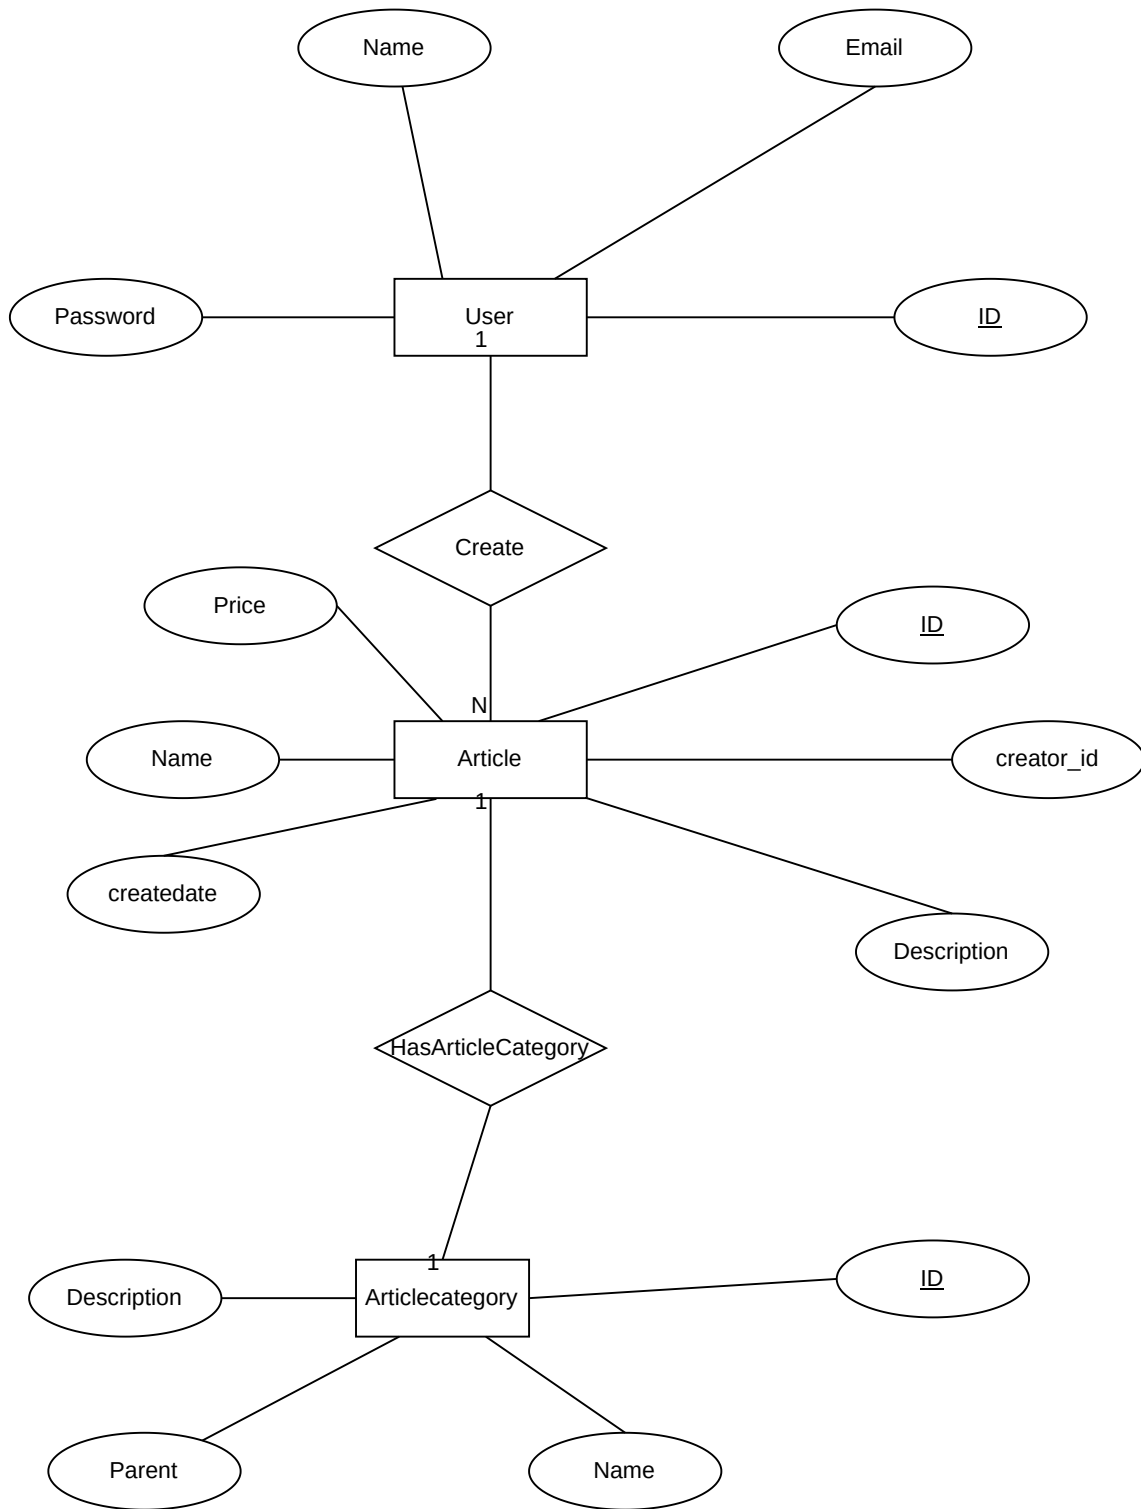 Name
Email
Password
User
ID
1
Create
Price
ID
N
Name
Article
creator_id
1
createdate
Description
HasArticleCategory
1
Description
Articlecategory
ID
Parent
Name